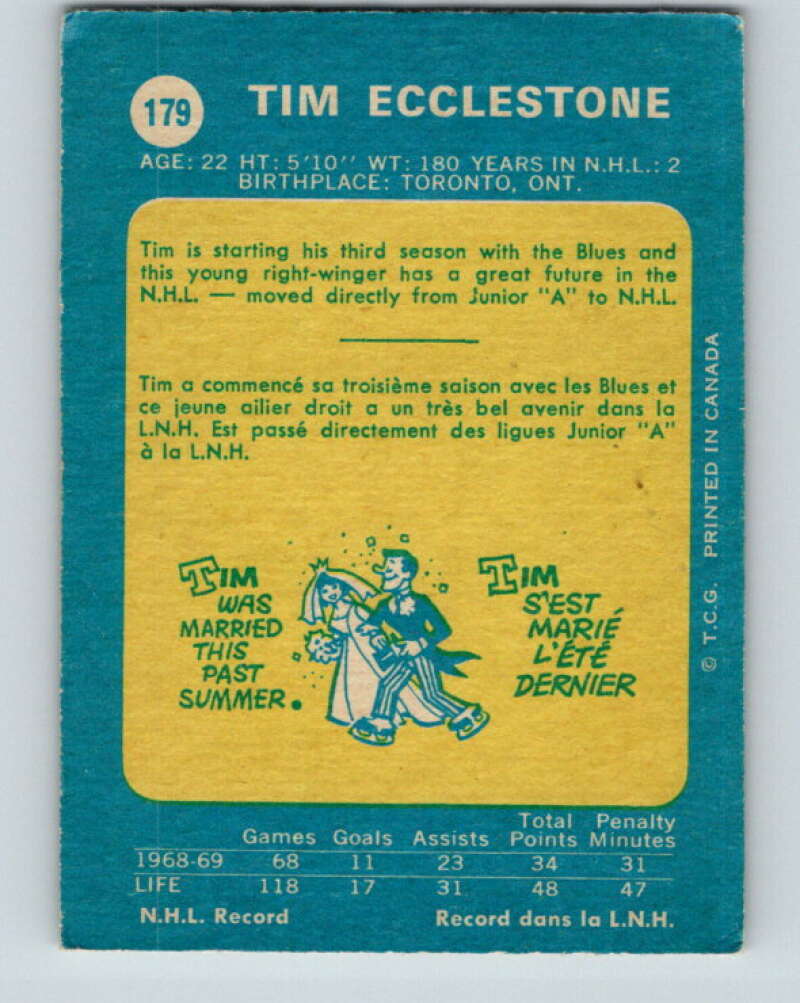 179 TIM ECCLESTONE
AGE: 22 HT: 5'10'' WT: 180 YEARS IN N.H.L.: 2
BIRTHPLACE: TORONTO, ONT.
Tim is starting his third season with the Blues and
this young right-winger has a great future in the
N.H.L. — moved directly from Junior "A" to N.H.L.
Tim a commencé sa troisième saison avec les Blues et
ce jeune ailier droit a un très bel avenir dans la
L.N.H. Est passé directement des ligues Junior "A"
à la L.N.H.
TIM
WAS
MARRIED
THIS
PAST
SUMMER.
TIM
S'EST
MARIÉ
L'ÉTÉ
DERNIER
© T.C.G. PRINTED IN CANADA
Total Penalty
Games Goals Assists Points Minutes
1968-69 68 11 23 34 31
LIFE 118 17 31 48 47
N.H.L. Record Record dans la L.N.H.